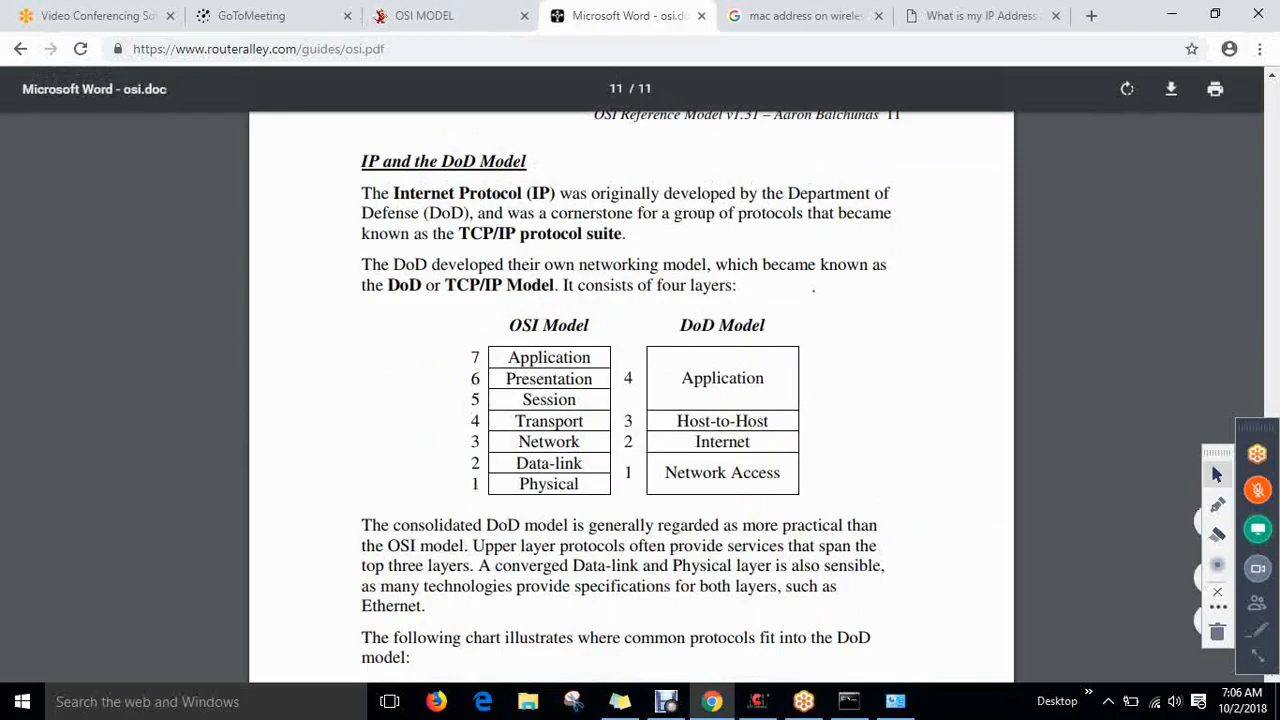 Video Conferencing So
GoToMeeting
OSI MODEL
Microsoft Word - osi.doc
mac address on wirele
What is my IP Address
https://www.routeralley.com/guides/osi.pdf
Microsoft Word - osi.doc
11 / 11
OSI Reference Model v1.31 – Aaron Balchunas 11
IP and the DoD Model
The Internet Protocol (IP) was originally developed by the Department of
Defense (DoD), and was a cornerstone for a group of protocols that became
known as the TCP/IP protocol suite.
The DoD developed their own networking model, which became known as
the DoD or TCP/IP Model. It consists of four layers:
OSI Model DoD Model
7 Application
6 Presentation 4 Application
5 Session
4 Transport 3 Host-to-Host
3 Network 2 Internet
2 Data-link
1 Network Access
1 Physical
The consolidated DoD model is generally regarded as more practical than
the OSI model. Upper layer protocols often provide services that span the
top three layers. A converged Data-link and Physical layer is also sensible,
as many technologies provide specifications for both layers, such as
Ethernet.
The following chart illustrates where common protocols fit into the DoD
model:
Search the Web and Windows
Desktop
7:06 AM
10/2/2018